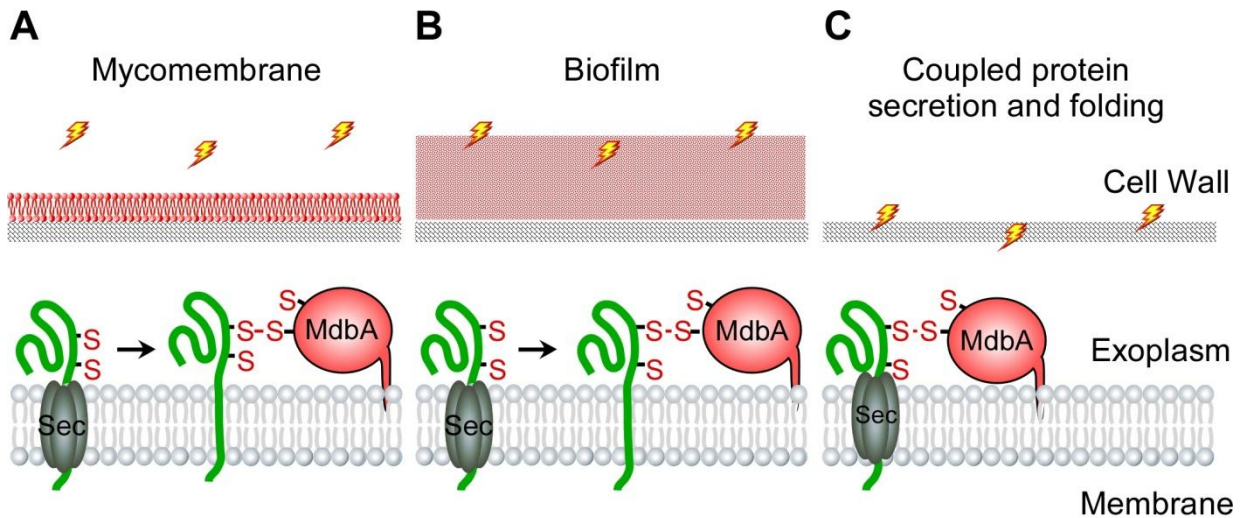 A
Mycomembrane
B
Biofilm
C
Coupled protein
secretion and folding
Cell Wall
S
S
Sec
S-S
S
S
MdbA
S
S
Sec
S-S
S
S
MdbA
S-S
S
S
MdbA
Sec
Exoplasm
Membrane